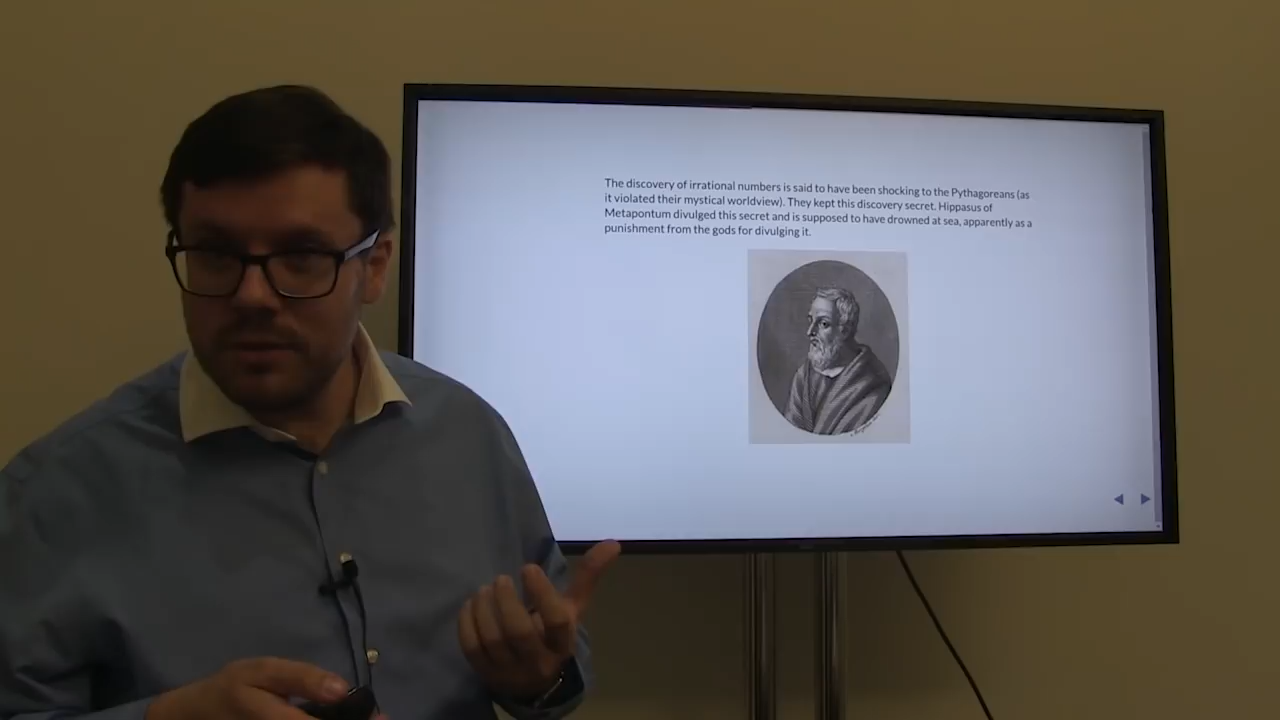 The discovery of irrational numbers is said to have been shocking to the Pythagoreans (as
it violated their mystical worldview). They kept this discovery secret. Hippasus of
Metapontum divulged this secret and is supposed to have drowned at sea, apparently as a
punishment from the gods for divulging it.